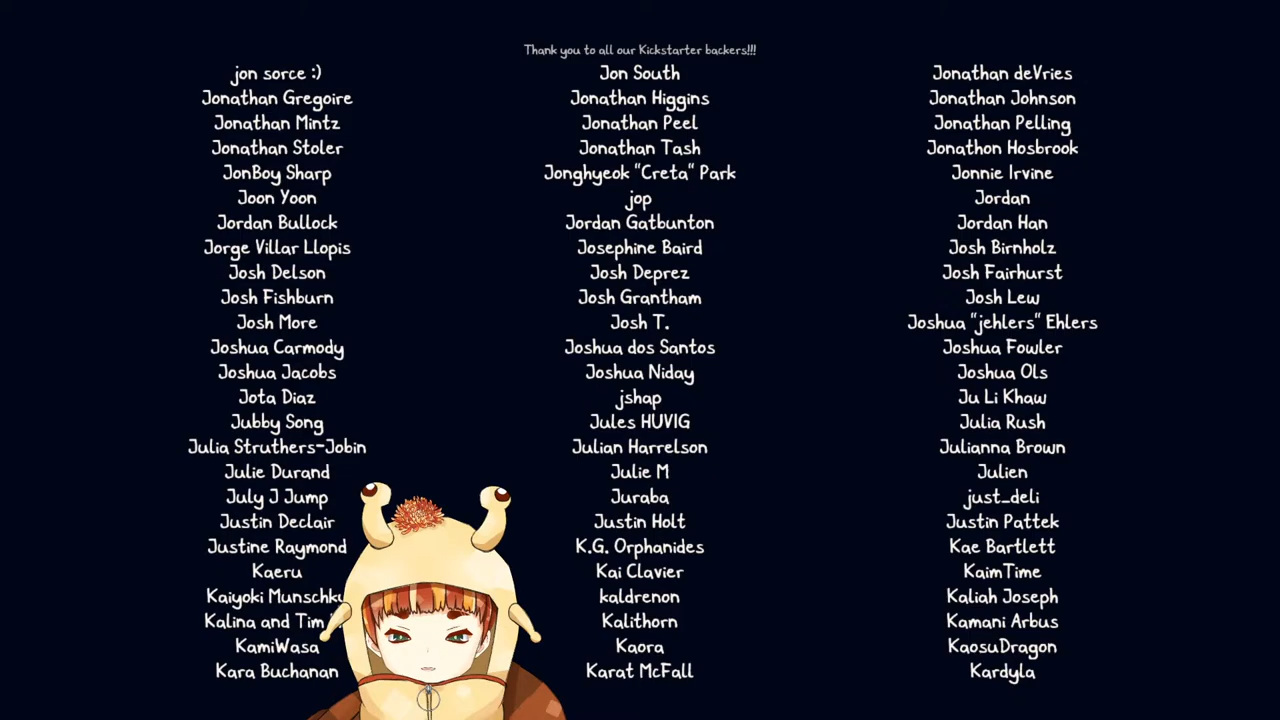 Thank you to all our Kickstarter backers!!!
jon sorce :) Jon South Jonathan deVries
Jonathan Gregoire Jonathan Higgins Jonathan Johnson
Jonathan Mintz Jonathan Peel Jonathan Pelling
Jonathan Stoler Jonathan Tash Jonathon Hosbrook
JonBoy Sharp Jonghyeok "Creta" Park Jonnie Irvine
Joon Yoon jop Jordan
Jordan Bullock Jordan Gatbunton Jordan Han
Jorge Villar Llopis Josephine Baird Josh Birnholz
Josh Delson Josh Deprez Josh Fairhurst
Josh Fishburn Josh Grantham Josh Lew
Josh More Josh T. Joshua "jehlers" Ehlers
Joshua Carmody Joshua dos Santos Joshua Fowler
Joshua Jacobs Joshua Niday Joshua Ols
Jota Diaz jshap Ju Li Khaw
Jubby Song Jules HUVIG Julia Rush
Julia Struthers-Jobin Julian Harrelson Julianna Brown
Julie Durand Julie M Julien
July J Jump Juraba just_deli
Justin Declair Justin Holt Justin Pattek
Justine Raymond K.G. Orphanides Kae Bartlett
Kaeru Kai Clavier KaimTime
Kaiyoki kaldrenon Kaliah Joseph
Kalina and Tim Kalithorn Kamani Arbus
KamiWasa Kaora KaosuDragon
Kara Buchanan Karat McFall Kardyla